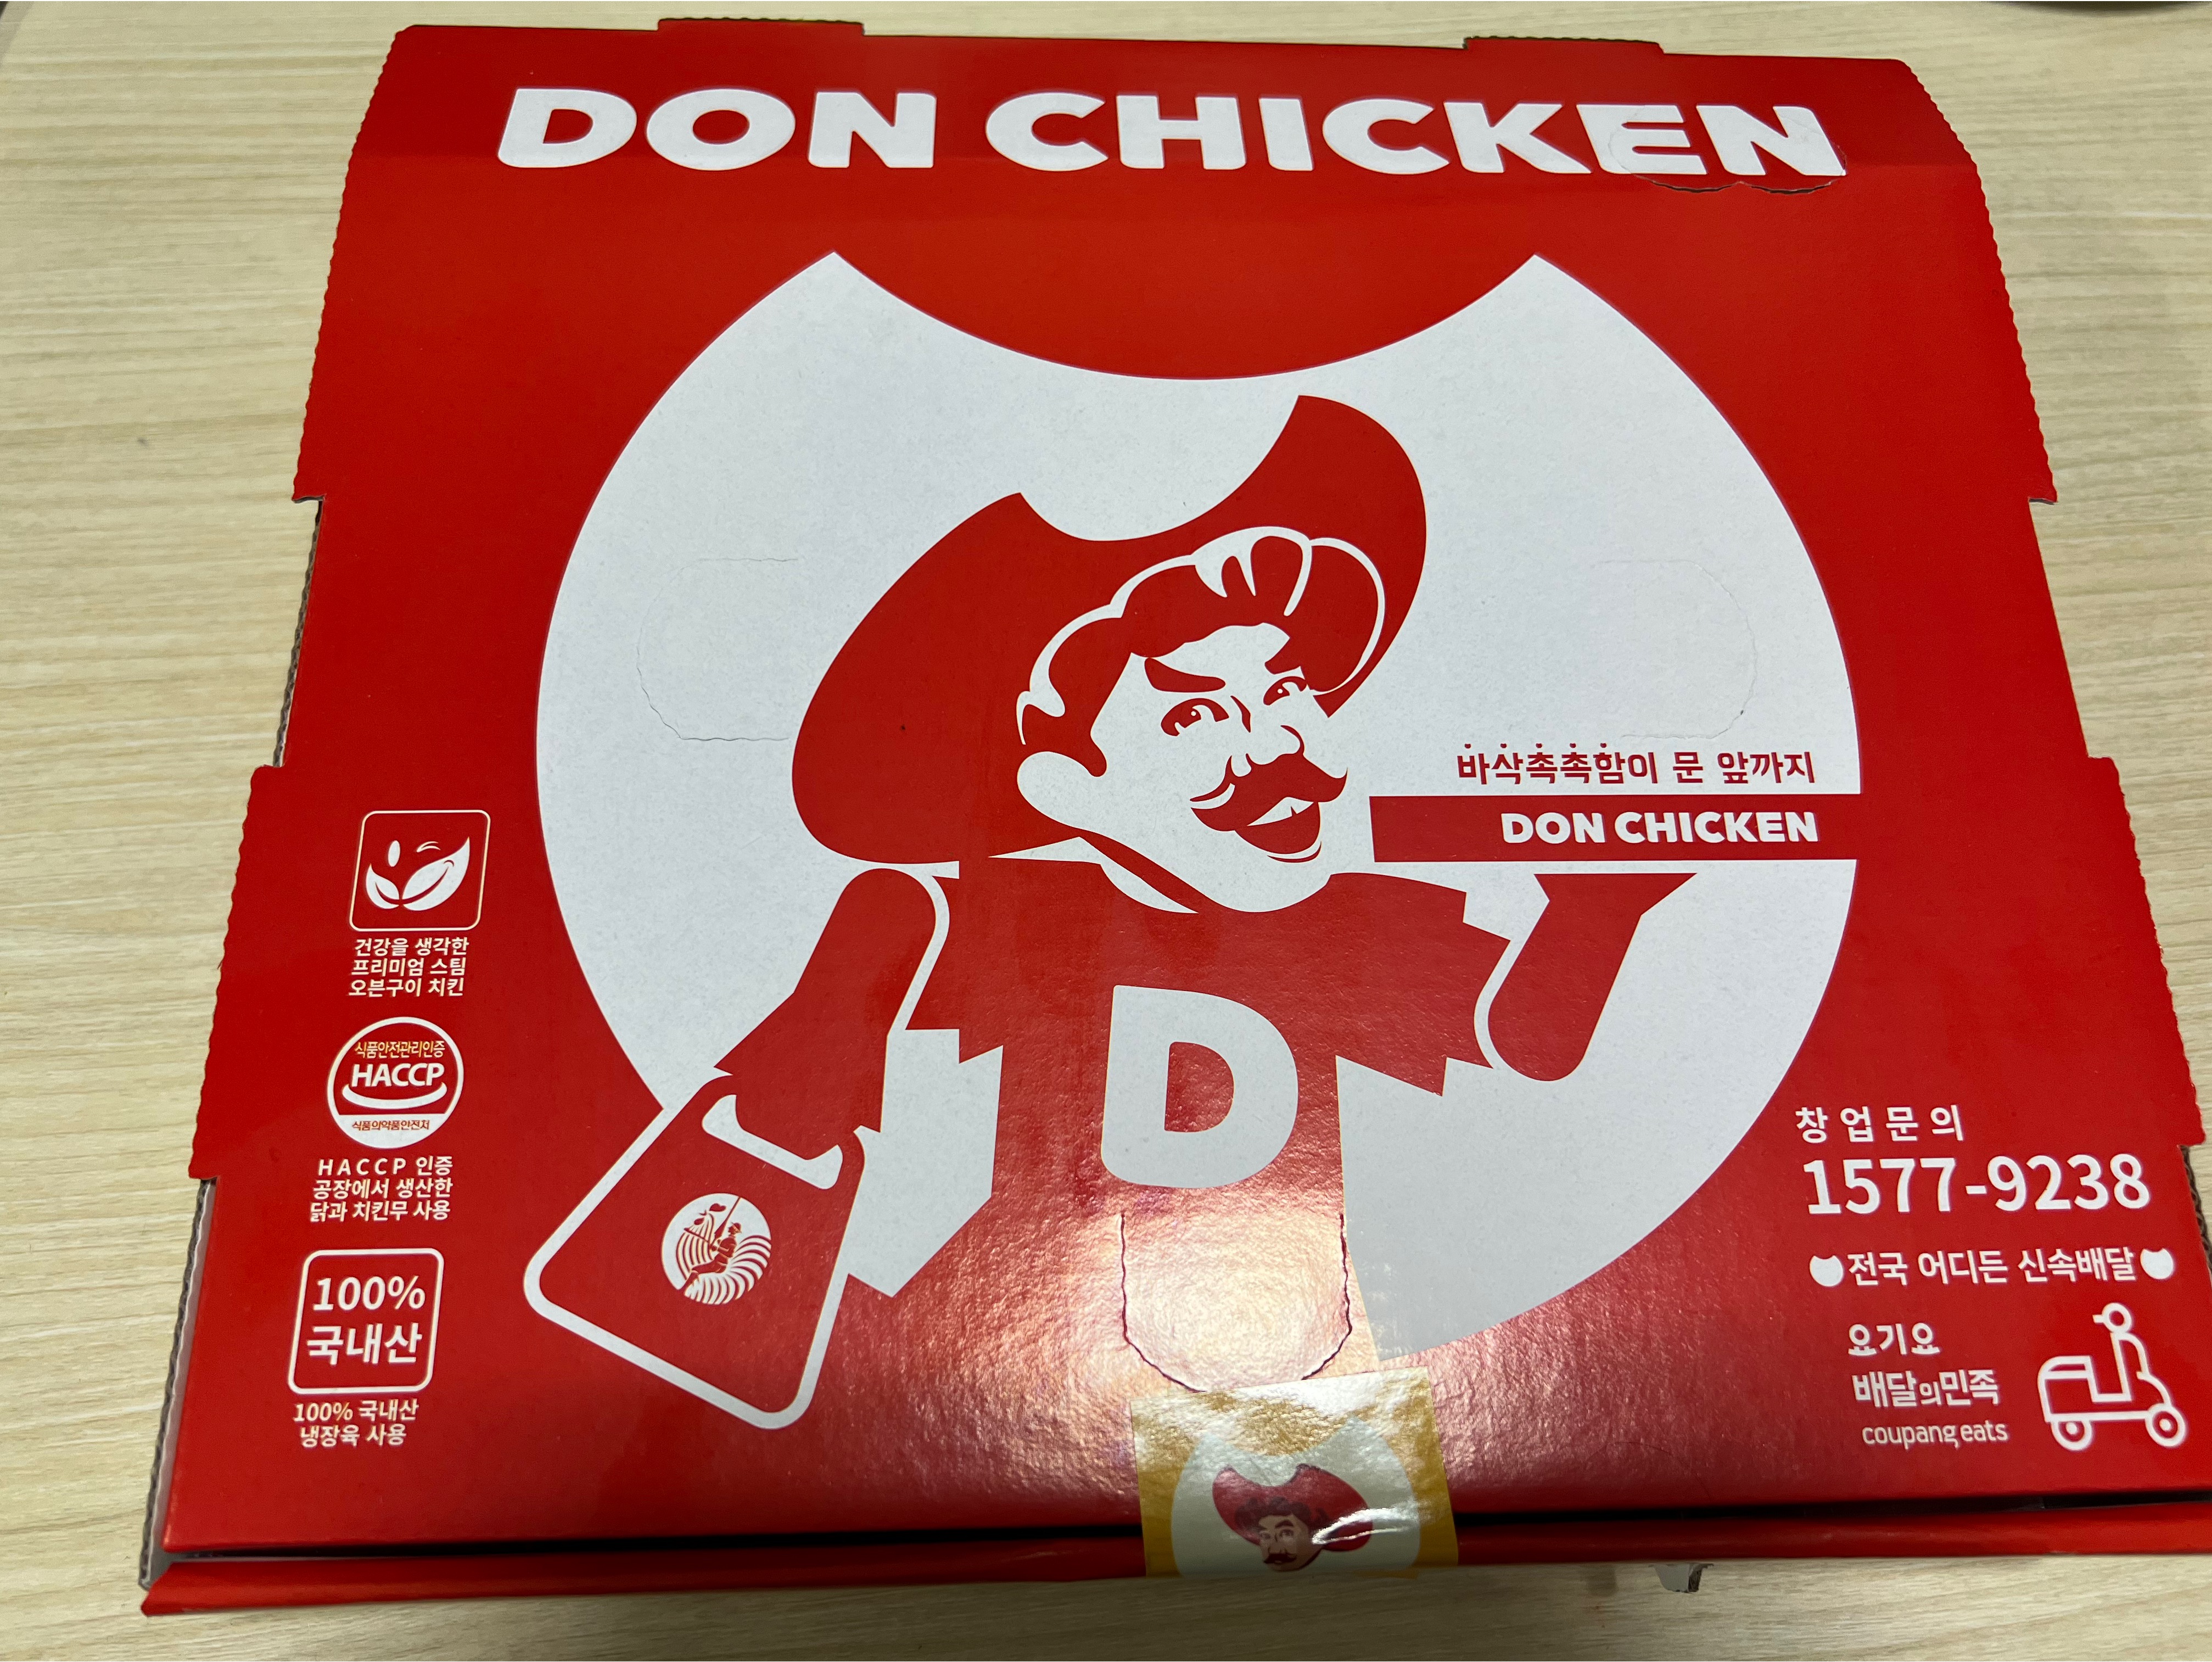 DON CHICKEN
바삭촉촉함이 문 앞까지
DON CHICKEN
D
건강을 생각한
프리미엄 스팀
오븐구이 치킨
식품안전관리인증
HACCP
식품의약품안전처
HACCP 인증
공장에서 생산한
닭과 치킨무 사용
100%
국내산
100% 국내산
냉장육 사용
창업문의
1577-9238
전국 어디든 신속배달
요기요
배달의민족
coupang eats